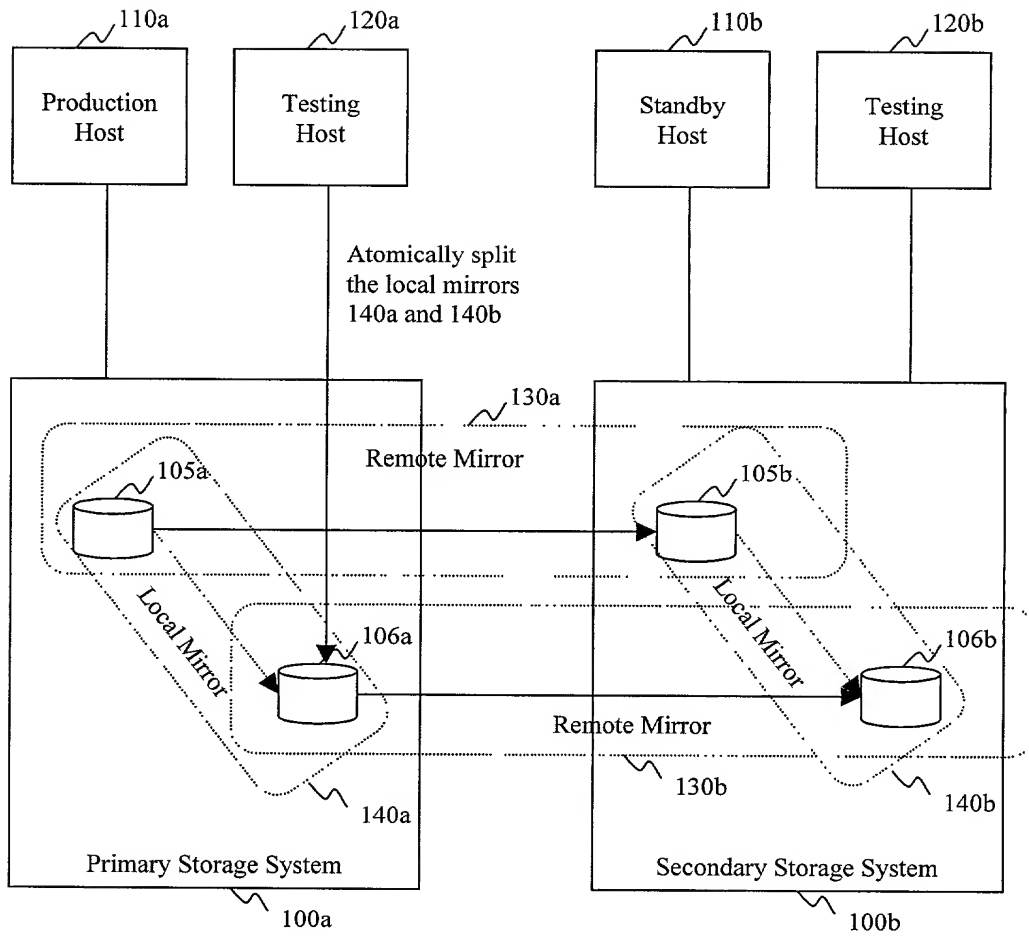 110a
120a
110b
120b
Production
Host
Testing
Host
Standby
Host
Testing
Host
Atomically split
the local mirrors
140a and 140b
130a
Remote Mirror
105a
105b
Local Mirror
Local Mirror
106a
106b
Remote Mirror
130b
140a
140b
Primary Storage System
Secondary Storage System
100a
100b